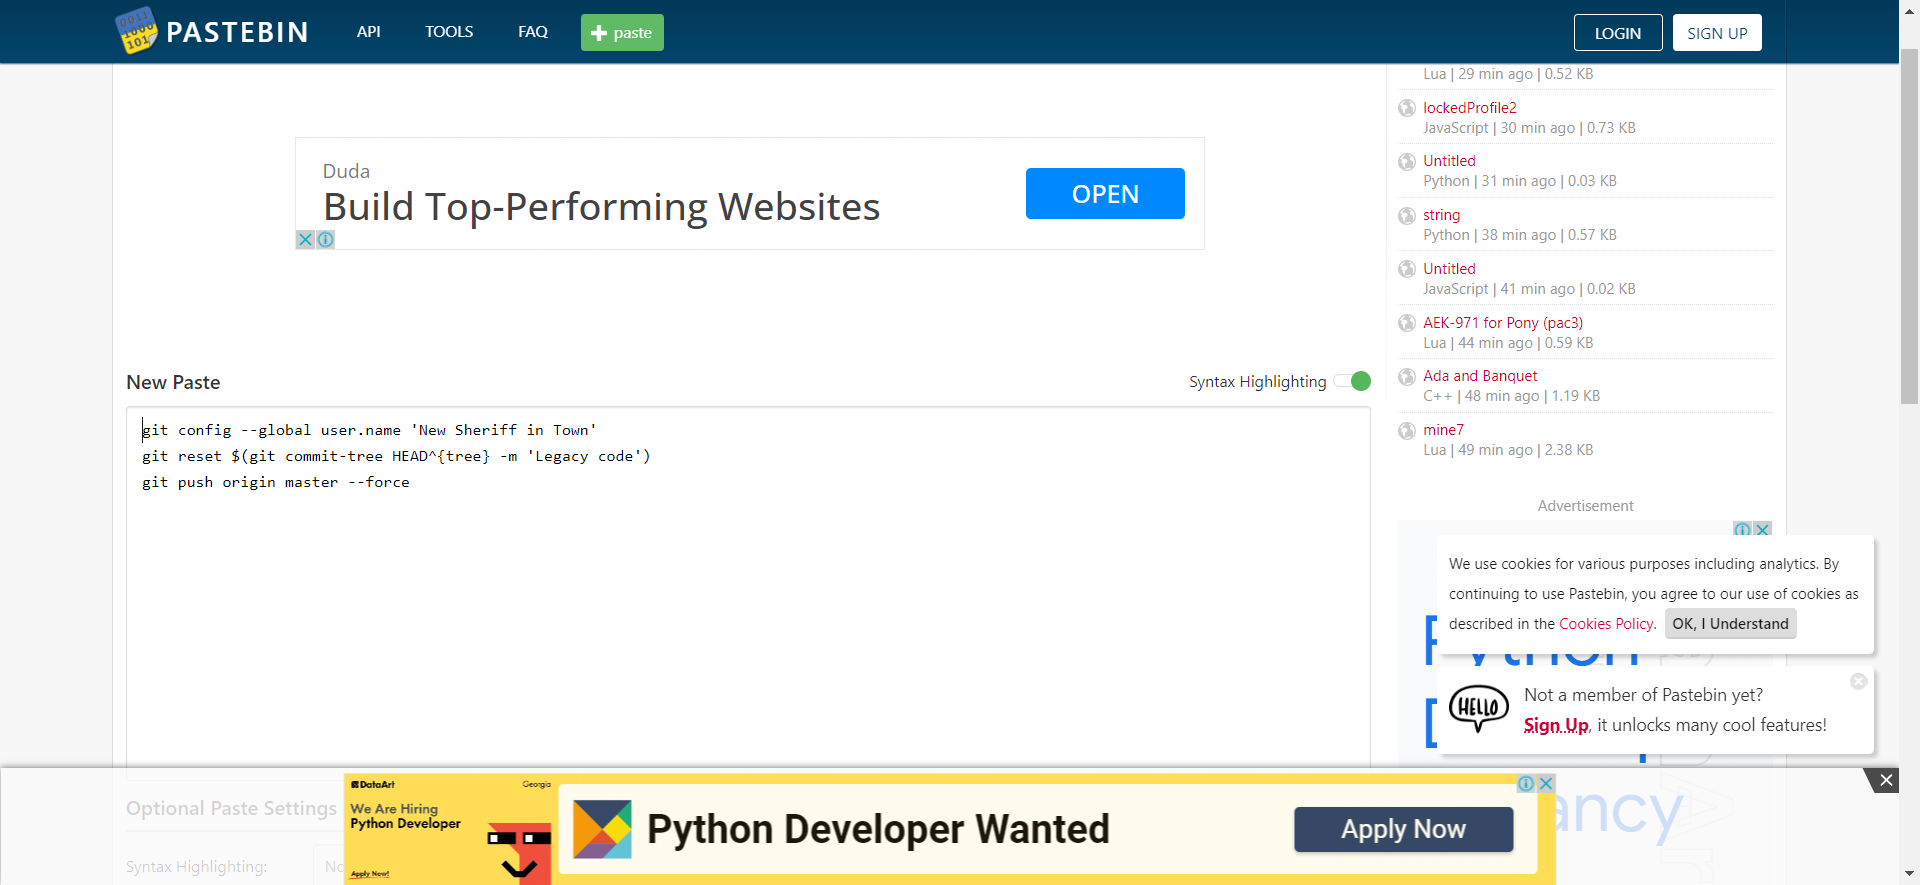 PASTEBIN
API
TOOLS
FAQ
paste
LOGIN
SIGN UP
Duda
Build Top-Performing Websites
OPEN
New Paste
Syntax Highlighting
git config --global user.name 'New Sheriff in Town'
git reset $(git commit-tree HEAD^{tree} -m 'Legacy code')
git push origin master --force
Optional Paste Settings
Syntax Highlighting:
Lua | 29 min ago | 0.52 KB
lockedProfile2
JavaScript | 30 min ago | 0.73 KB
Untitled
Python | 31 min ago | 0.03 KB
string
Python | 38 min ago | 0.57 KB
Untitled
JavaScript | 41 min ago | 0.02 KB
AEK-971 for Pony (pac3)
Lua | 44 min ago | 0.59 KB
Ada and Banquet
C++ | 48 min ago | 1.19 KB
mine7
Lua | 49 min ago | 2.38 KB
Advertisement
We use cookies for various purposes including analytics. By
continuing to use Pastebin, you agree to our use of cookies as
described in the Cookies Policy. OK, I Understand
HELLO
Not a member of Pastebin yet?
Sign Up, it unlocks many cool features!
DataArt
Georgia
We Are Hiring
Python Developer
Apply Now!
Python Developer Wanted
Apply Now